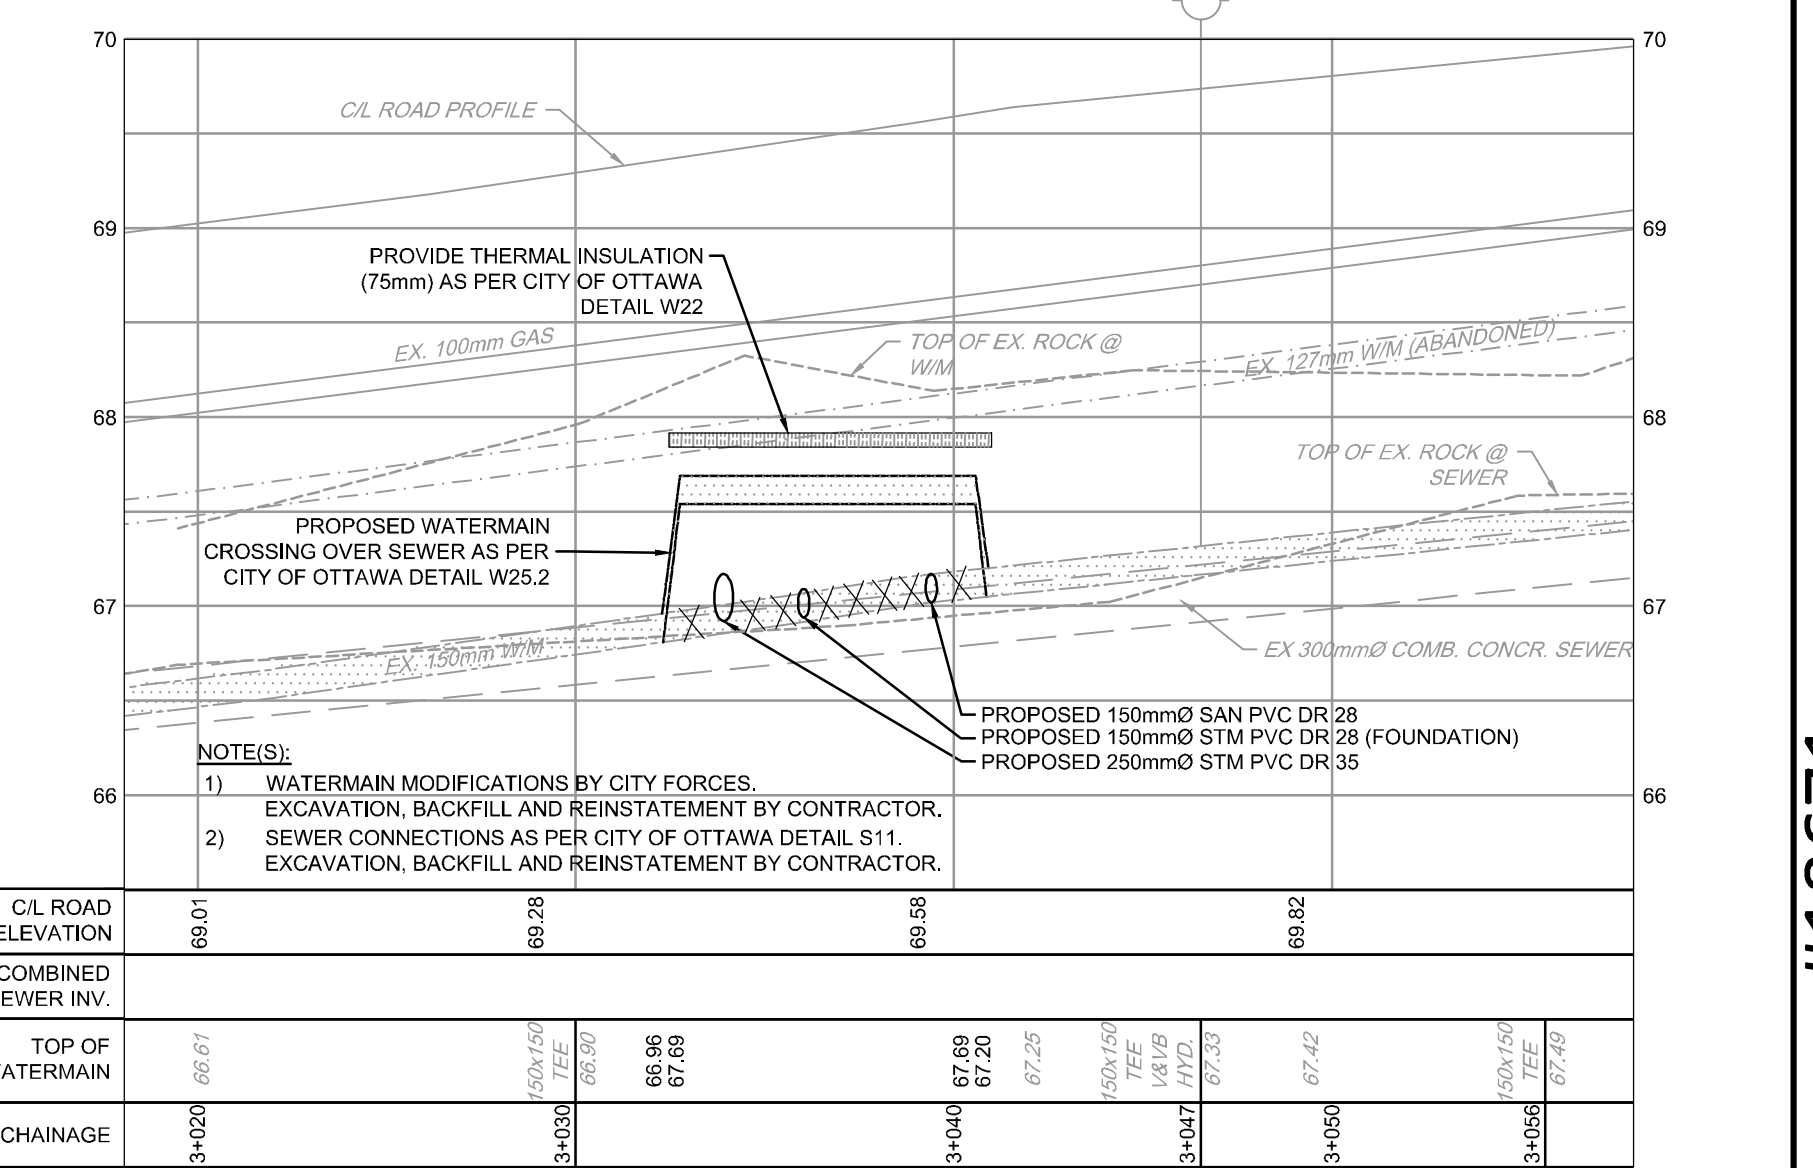 70
70
C/L ROAD PROFILE
69
69
PROVIDE THERMAL INSULATION
(75mm) AS PER CITY OF OTTAWA
DETAIL W22
EX. 100mm GAS
TOP OF EX. ROCK @
W/M
EX. 127mm W/M (ABANDONED)
68
68
TOP OF EX. ROCK @
SEWER
PROPOSED WATERMAIN
CROSSING OVER SEWER AS PER
CITY OF OTTAWA DETAIL W25.2
67
67
EX. 150mm W/M
EX 300mmØ COMB. CONCR. SEWER
PROPOSED 150mmØ SAN PVC DR 28
PROPOSED 150mmØ STM PVC DR 28 (FOUNDATION)
PROPOSED 250mmØ STM PVC DR 35
NOTE(S):
1) WATERMAIN MODIFICATIONS BY CITY FORCES.
EXCAVATION, BACKFILL AND REINSTATEMENT BY CONTRACTOR.
2) SEWER CONNECTIONS AS PER CITY OF OTTAWA DETAIL S11.
EXCAVATION, BACKFILL AND REINSTATEMENT BY CONTRACTOR.
66
66
C/L ROAD
ELEVATION
69.01
69.28
69.58
69.82
COMBINED
EWER INV.
TOP OF
ATERMAIN
66.61
150x150
TEE
66.90
66.96
67.69
67.69
67.20
67.25
150x150
TEE
V&VB
HYD.
67.33
67.42
150x150
TEE
67.49
CHAINAGE
3+020
3+030
3+040
3+047
3+050
3+056